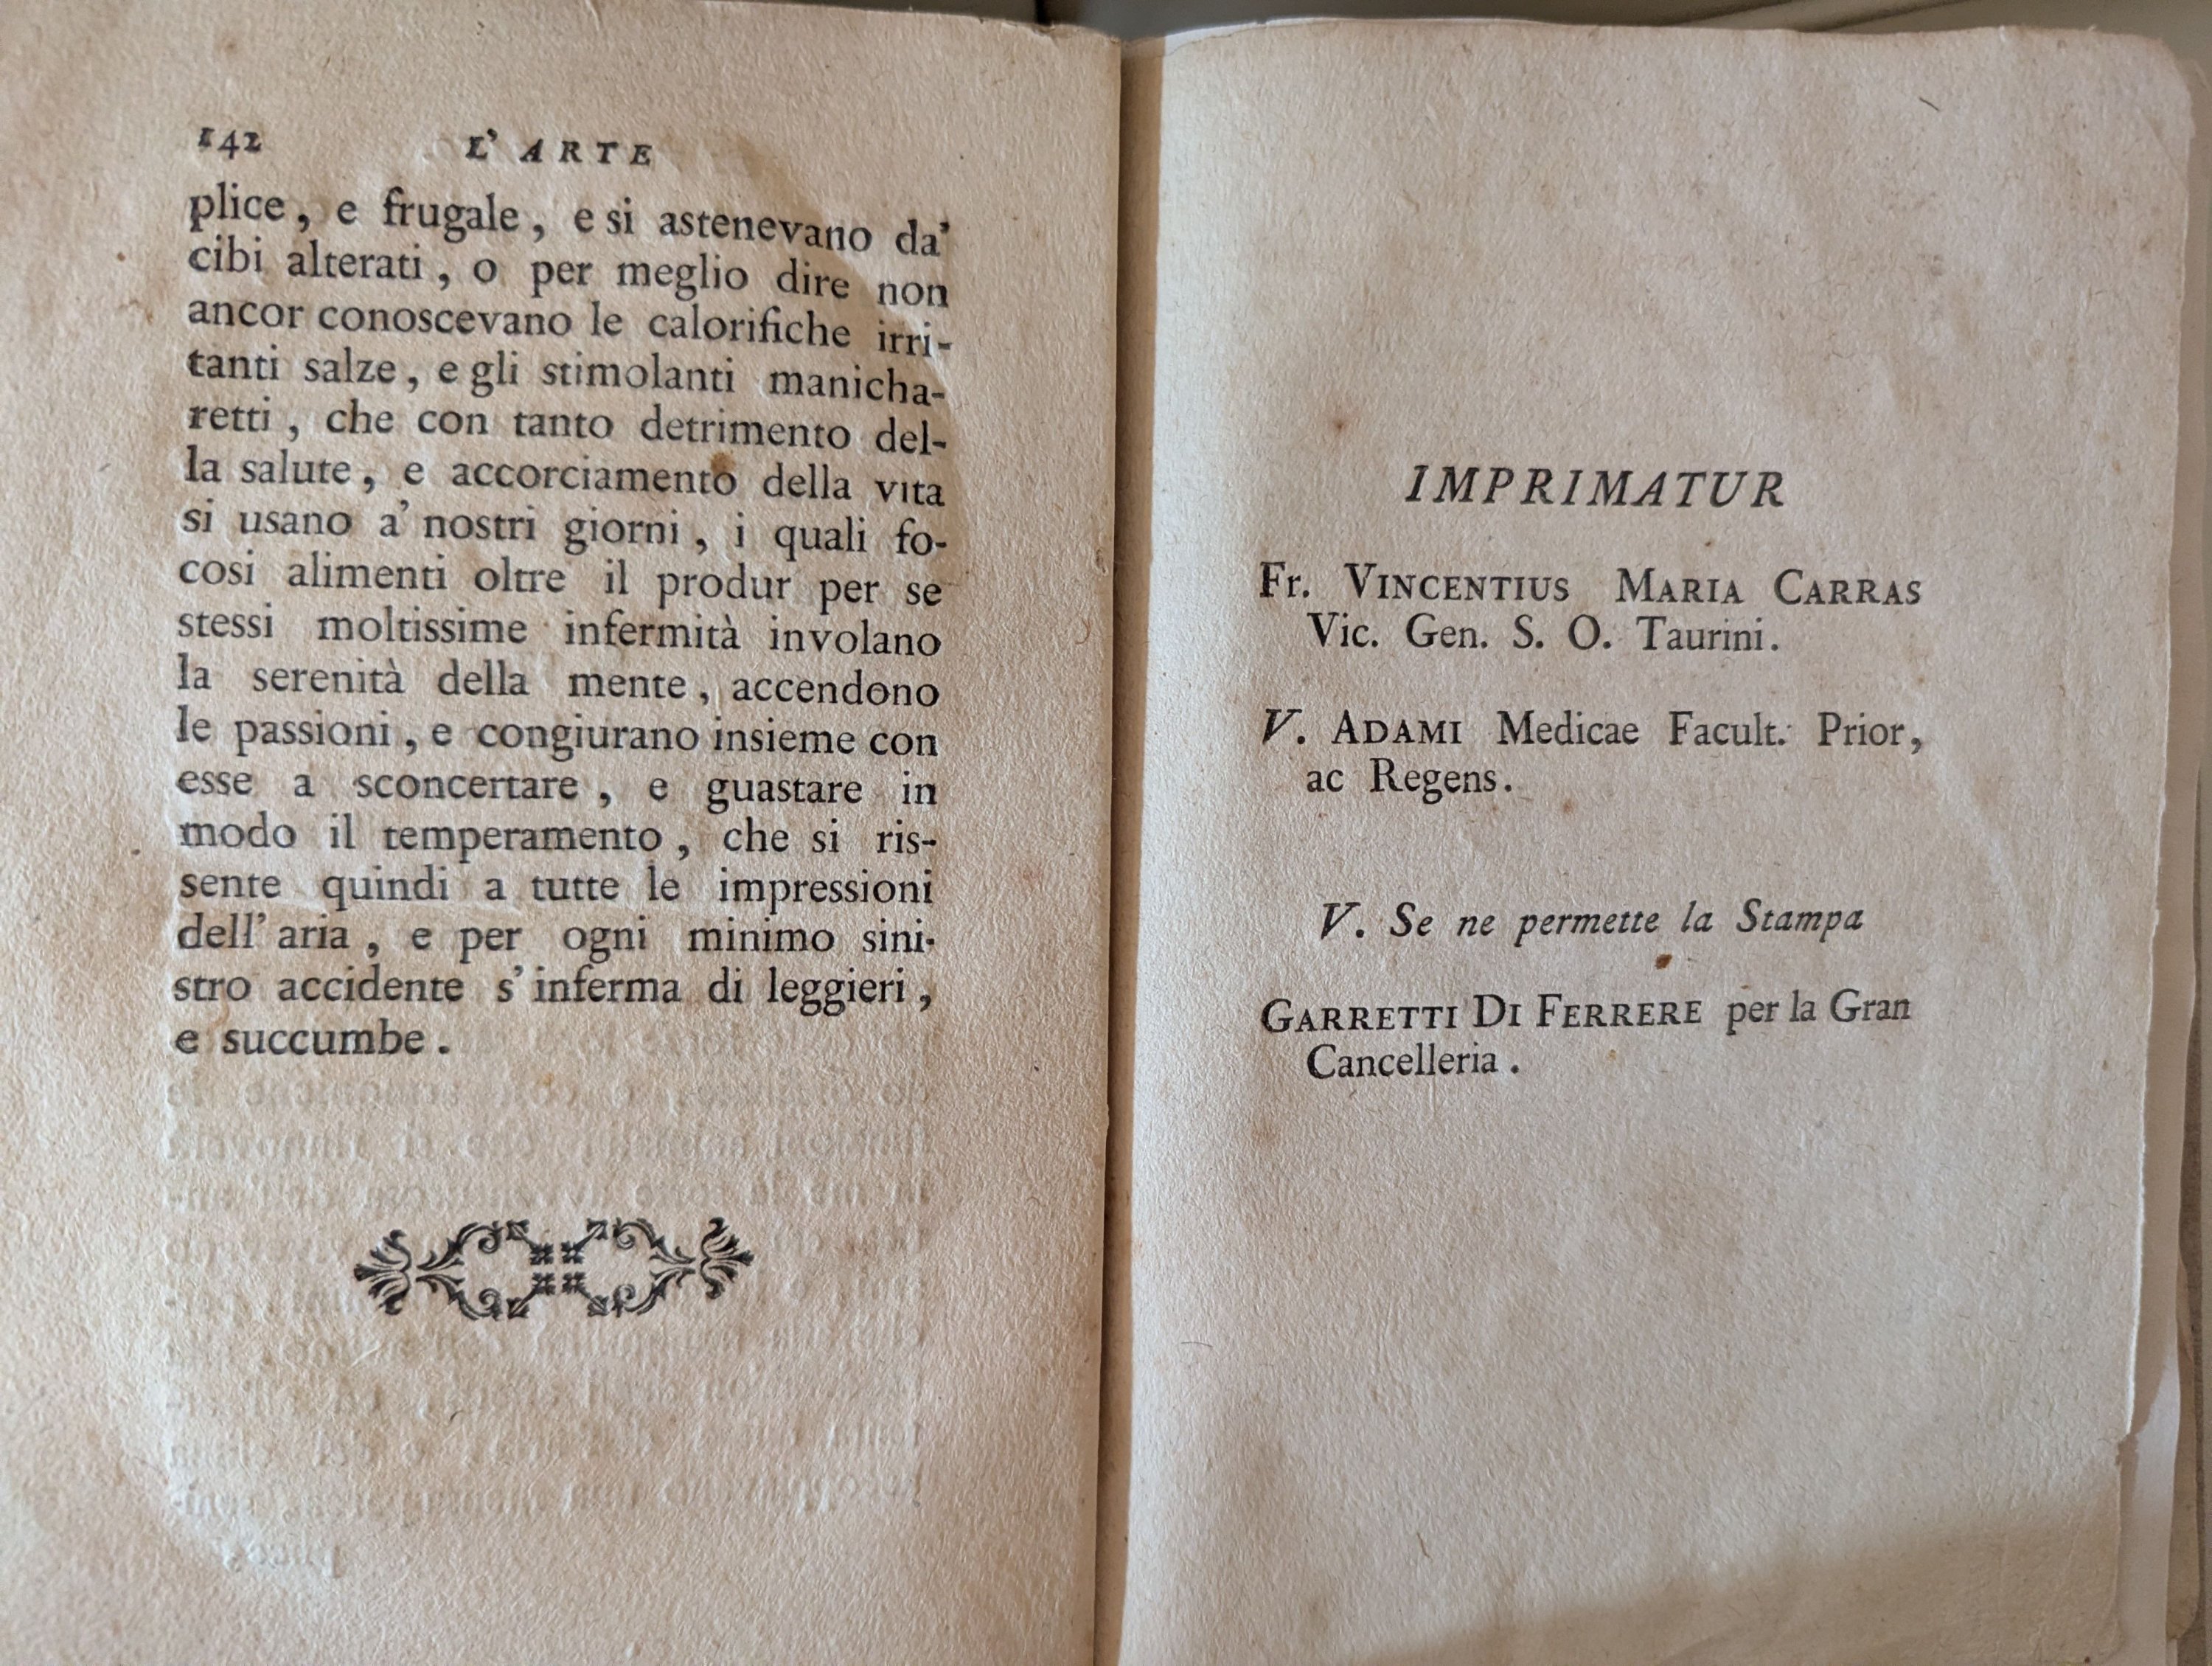 142 L' ARTE
plice, e frugale, e si astenevano da'
cibi alterati, o per meglio dire non
ancor conoscevano le calorifiche irri-
tanti salze, e gli stimolanti manicha-
retti, che con tanto detrimento del-
la salute, e accorciamento della vita
si usano a' nostri giorni, i quali fo-
cosi alimenti oltre il produr per se
stessi moltissime infermità involano
la serenità della mente, accendono
le passioni, e congiurano insieme con
esse a sconcertare, e guastare in
modo il temperamento, che si ris-
sente quindi a tutte le impressioni
dell' aria, e per ogni minimo sini-
stro accidente s' inferma di leggieri,
e succumbe.
IMPRIMATUR
Fr. VINCENTIUS MARIA CARRAS
Vic. Gen. S. O. Taurini.
V. ADAMI Medicae Facult. Prior,
ac Regens.
V. Se ne permette la Stampa
GARRETTI DI FERRERE per la Gran
Cancelleria.